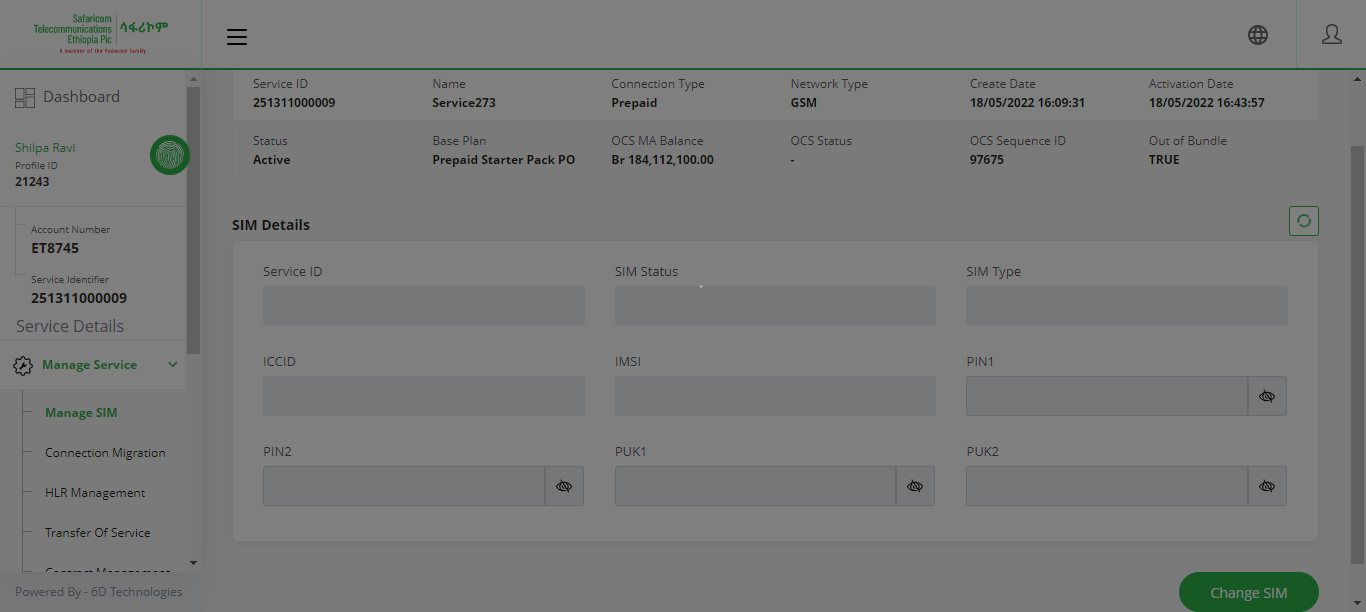 Safaricom
Telecommunications
Ethiopia Plc
ሳፋሪኮም
A member of the Vodacom family
Dashboard
Shilpa Ravi
Profile ID
21243
Account Number
ET8745
Service Identifier
251311000009
Service Details
Manage Service
Manage SIM
Connection Migration
HLR Management
Transfer Of Service
Contract Management
Powered By - 6D Technologies
Service ID Name Connection Type Network Type Create Date Activation Date
251311000009 Service273 Prepaid GSM 18/05/2022 16:09:31 18/05/2022 16:43:57
Status Base Plan OCS MA Balance OCS Status OCS Sequence ID Out of Bundle
Active Prepaid Starter Pack PO Br 184,112,100.00 - 97675 TRUE
SIM Details
Service ID SIM Status SIM Type
ICCID IMSI PIN1
PIN2 PUK1 PUK2
Change SIM